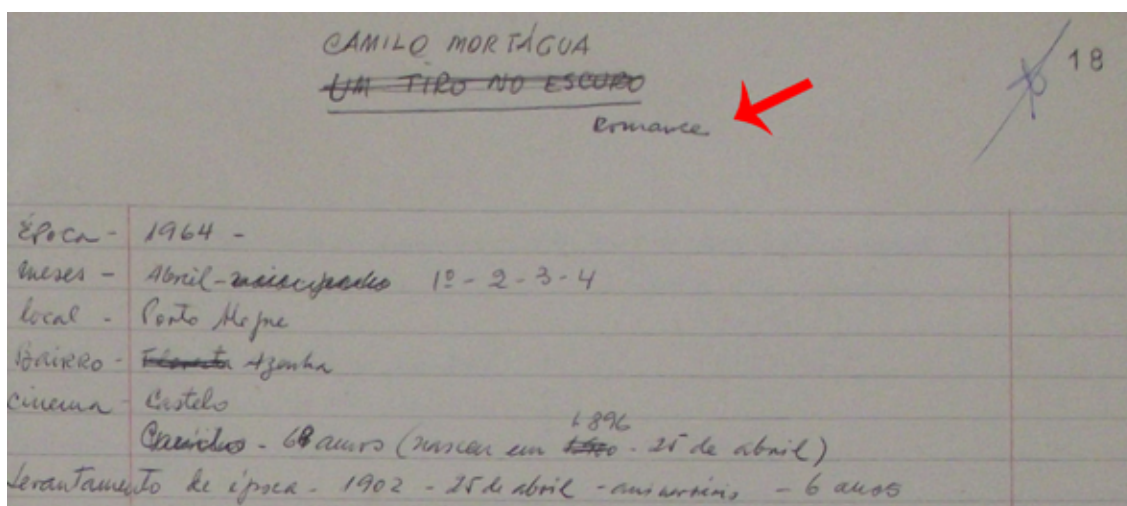 CAMILO MORTÁGUA
UM TIRO NO ESCURO
Romance
18
Época - 1964 -
meses - Abril - 1º - 2 - 3 - 4
local - Porto Alegre
Bairro - Floresta Azenha
cinema - Castelo
1896
Camilo - 68 anos (nasceu em - 25 de abril)
Levantamento de época - 1902 - 25 de abril - aniversário - 6 anos